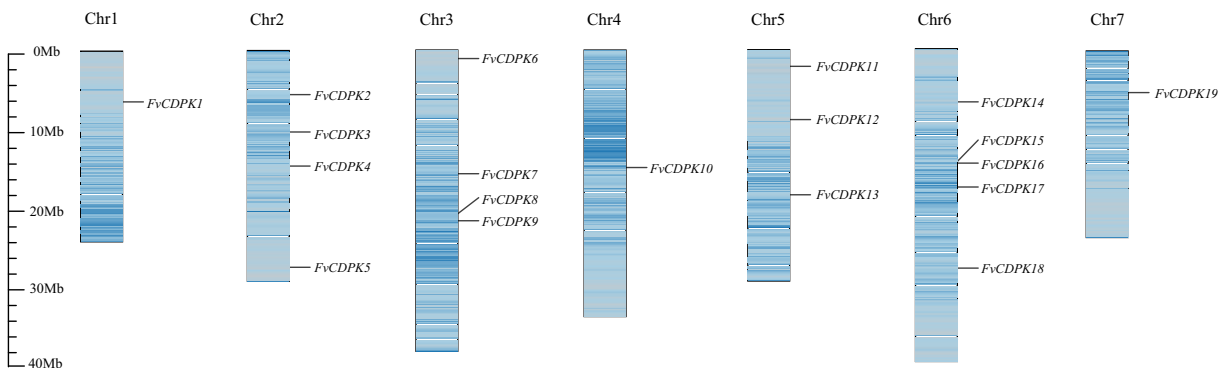 Chr1 Chr2 Chr3 Chr4 Chr5 Chr6 Chr7
0Mb
10Mb
20Mb
30Mb
40Mb
FvCDPK1
FvCDPK2
FvCDPK3
FvCDPK4
FvCDPK5
FvCDPK6
FvCDPK7
FvCDPK8
FvCDPK9
FvCDPK10
FvCDPK11
FvCDPK12
FvCDPK13
FvCDPK14
FvCDPK15
FvCDPK16
FvCDPK17
FvCDPK18
FvCDPK19